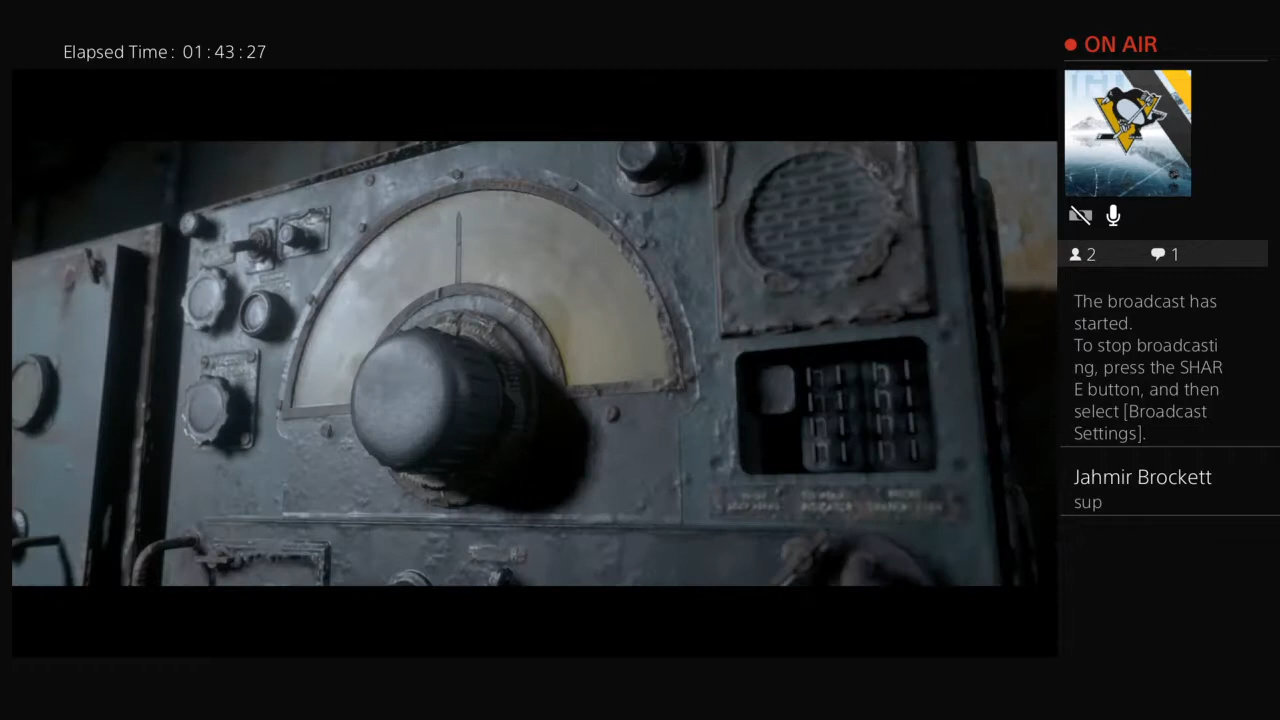 Elapsed Time: 01:43:27
ON AIR
2
1
The broadcast has
started.
To stop broadcasti
ng, press the SHAR
E button, and then
select [Broadcast
Settings].
Jahmir Brockett
sup